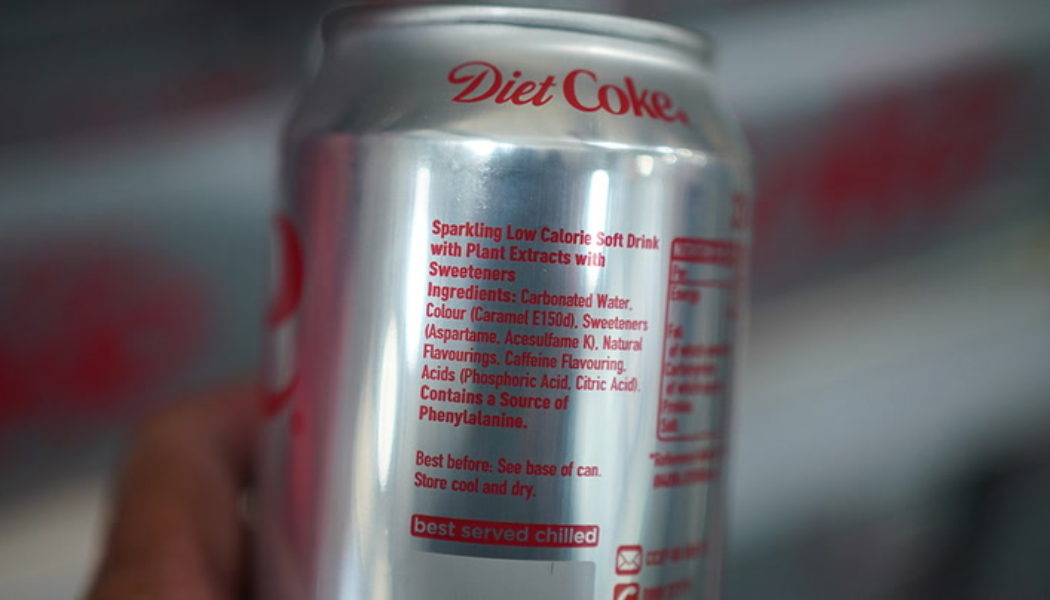 Diet Coke
Sparkling Low Calorie Soft Drink
with Plant Extracts with
Sweeteners
Ingredients: Carbonated Water,
Colour (Caramel E150d), Sweeteners
(Aspartame, Acesulfame K), Natural
Flavourings, Caffeine Flavouring,
Acids (Phosphoric Acid, Citric Acid).
Contains a Source of
Phenylalanine.
Best before: See base of can.
Store cool and dry.
best served chilled
Per
Energy
Fat
Protein
Salt